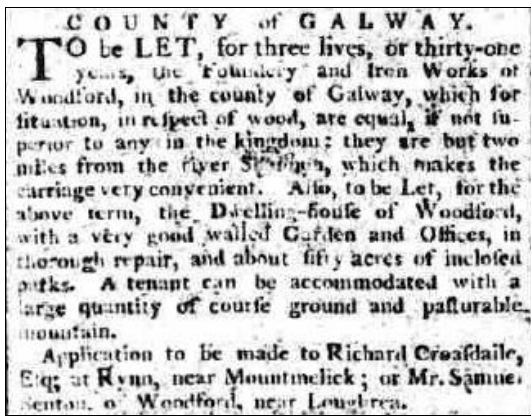 COUNTY of GALWAY.
TO be LET, for three lives, or thirty-one
years, the Foundery and Iron Works of
Woodford, in the county of Galway, which for
ſituation, in reſpect of wood, are equal, if not ſu-
perior to any in the kingdom: they are but two
miles from the river, which makes the
carriage very convenient. Alſo, to be Let, for the
above term, the Dwelling-houſe of Woodford,
with a very good walled Garden and Offices, in
thorough repair, and about fifty acres of incloſed
parks. A tenant can be accommodated with a
large quantity of courſe ground and paſturable
mountain.
Application to be made to Richard Croaſdaile,
Eſq; at Rynn, near Mountmelick; or Mr. Samuel
Senton, of Woodford, near Loughrea.